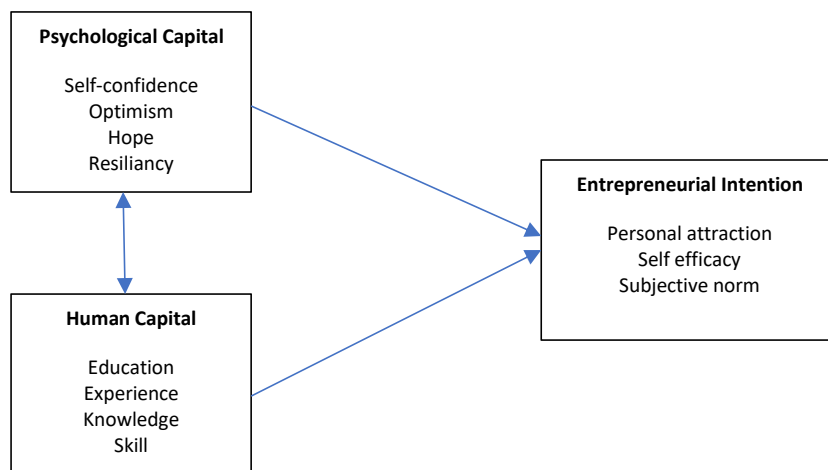 Psychological Capital
Self-confidence
Optimism
Hope
Resiliancy
Human Capital
Education
Experience
Knowledge
Skill
Entrepreneurial Intention
Personal attraction
Self efficacy
Subjective norm